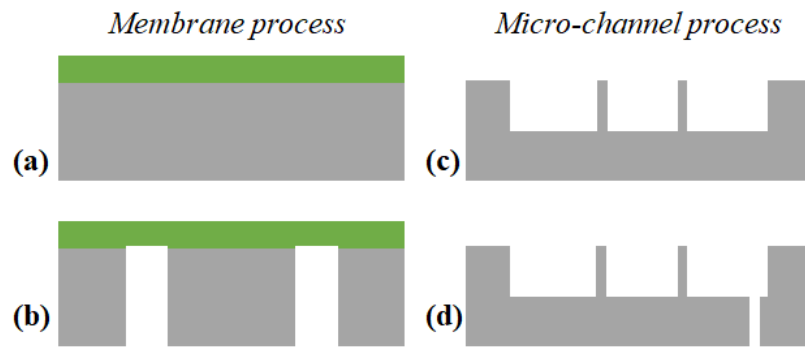 Membrane process
Micro-channel process
(a)
(c)
(b)
(d)